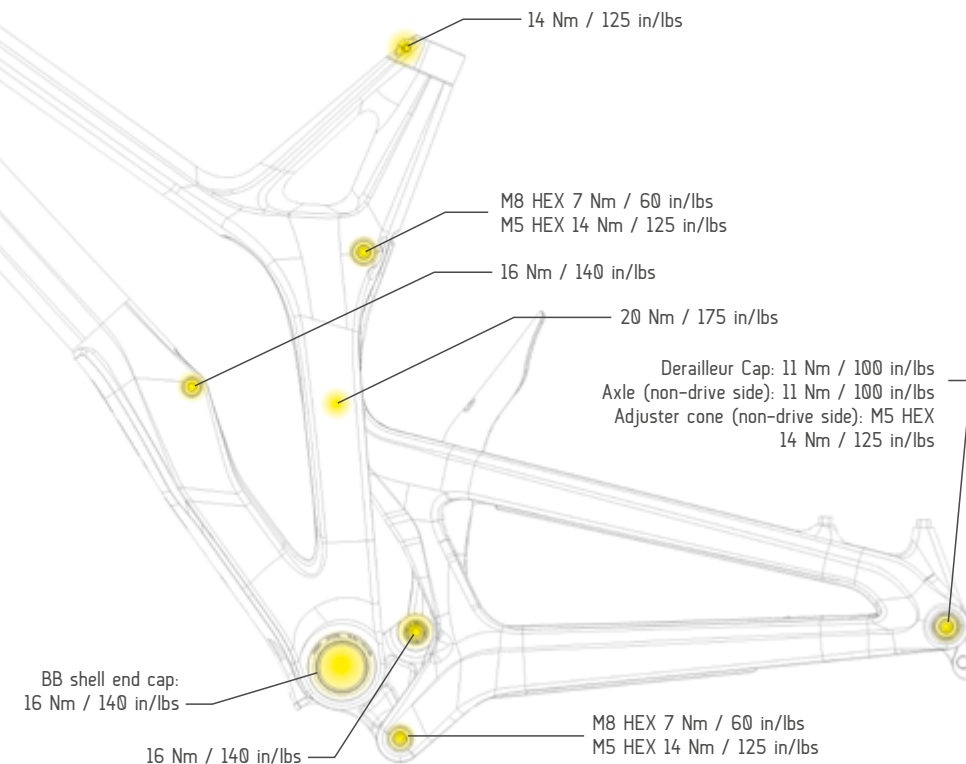 14 Nm / 125 in/lbs
M8 HEX 7 Nm / 60 in/lbs
M5 HEX 14 Nm / 125 in/lbs
16 Nm / 140 in/lbs
20 Nm / 175 in/lbs
Derailleur Cap: 11 Nm / 100 in/lbs
Axle (non-drive side): 11 Nm / 100 in/lbs
Adjuster cone (non-drive side): M5 HEX
14 Nm / 125 in/lbs
BB shell end cap:
16 Nm / 140 in/lbs
16 Nm / 140 in/lbs
M8 HEX 7 Nm / 60 in/lbs
M5 HEX 14 Nm / 125 in/lbs